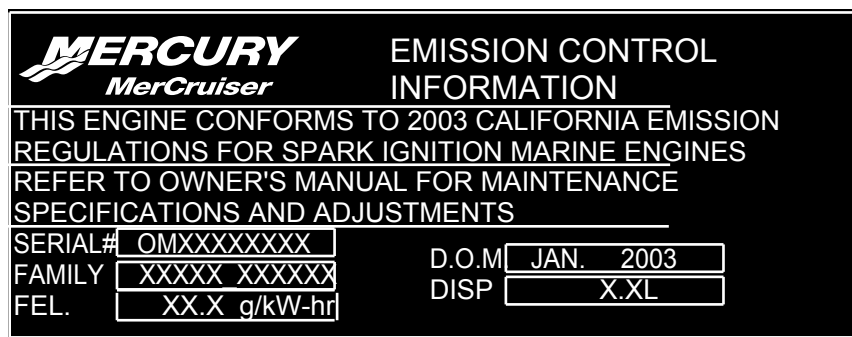 MERCURY
MerCruiser
EMISSION CONTROL
INFORMATION
THIS ENGINE CONFORMS TO 2003 CALIFORNIA EMISSION
REGULATIONS FOR SPARK IGNITION MARINE ENGINES
REFER TO OWNER'S MANUAL FOR MAINTENANCE
SPECIFICATIONS AND ADJUSTMENTS
SERIAL# OMXXXXXXXX
FAMILY XXXXX_XXXXXX
FEL. XX.X g/kW-hr
D.O.M. JAN. 2003
DISP X.XL